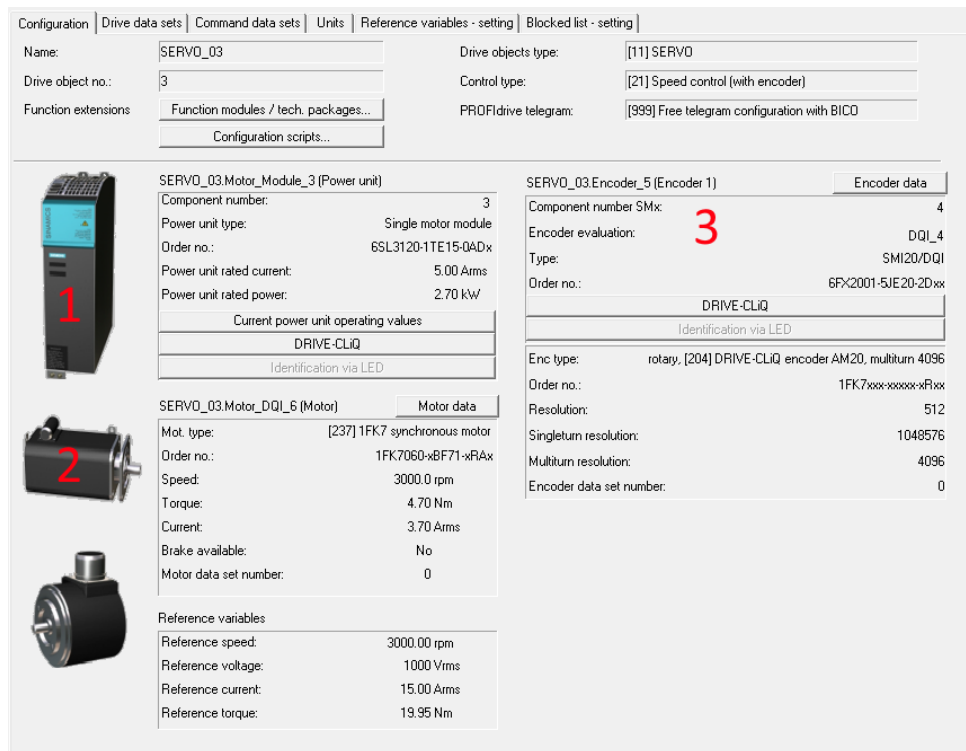 Configuration Drive data sets Command data sets Units Reference variables - setting Blocked list - setting
Name: SERVO_03 Drive objects type: [11] SERVO
Drive object no.: 3 Control type: [21] Speed control (with encoder)
Function extensions Function modules / tech. packages... PROFIdrive telegram: [999] Free telegram configuration with BICO
Configuration scripts...
SINAMICS
1
SERVO_03.Motor_Module_3 (Power unit)
Component number: 3
Power unit type: Single motor module
Order no.: 6SL3120-1TE15-0ADx
Power unit rated current: 5.00 Arms
Power unit rated power: 2.70 kW
Current power unit operating values
DRIVE-CLiQ
Identification via LED
2
SERVO_03.Motor_DQI_6 (Motor) Motor data
Mot. type: [237] 1FK7 synchronous motor
Order no.: 1FK7060-xBF71-xRAx
Speed: 3000.0 rpm
Torque: 4.70 Nm
Current: 3.70 Arms
Brake available: No
Motor data set number: 0
Reference variables
Reference speed: 3000.00 rpm
Reference voltage: 1000 Vrms
Reference current: 15.00 Arms
Reference torque: 19.95 Nm
SERVO_03.Encoder_5 (Encoder 1) Encoder data
3
Component number SMx: 4
Encoder evaluation: DQI_4
Type: SMI20/DQI
Order no.: 6FX2001-5JE20-2Dxx
DRIVE-CLiQ
Identification via LED
Enc type: rotary, [204] DRIVE-CLiQ encoder AM20, multiturn 4096
Order no.: 1FK7xxx-xxxxx-xRxx
Resolution: 512
Singleturn resolution: 1048576
Multiturn resolution: 4096
Encoder data set number: 0